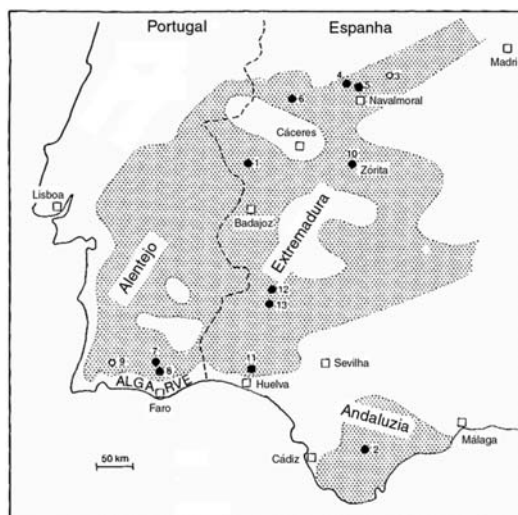 Portugal
Espanha
Madri
4
5
3
6
Navalmoral
Cáceres
10
1
Zórita
Lisboa
Badajoz
Extremadura
Alentejo
12
13
7
9
8
11
Sevilha
ALGARVE
Huelva
Faro
Andaluzia
Málaga
Cádiz
2
50 km